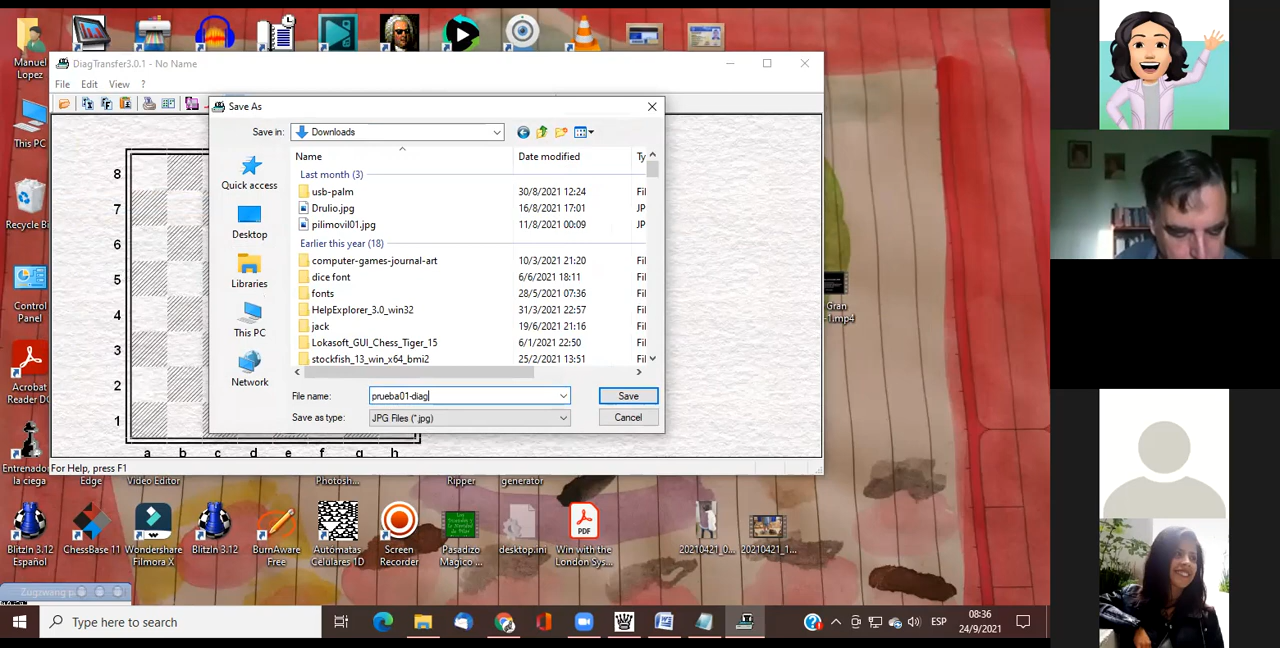 Manuel
Lopez
This PC
Recycle Bi
Control
Panel
Acrobat
Reader DC
Entrenador
la ciega
DiagTransfer3.0.1 - No Name
File Edit View ?
Save As
Save in: Downloads
Quick access
Desktop
Libraries
This PC
Network
Name Date modified Ty
Last month (3)
usb-palm 30/8/2021 12:24 Fil
Drulio.jpg 16/8/2021 17:01 JP
pilimovil01.jpg 11/8/2021 00:09 JP
Earlier this year (18)
computer-games-journal-art 10/3/2021 21:20 Fil
dice font 6/6/2021 18:11 Fil
fonts 28/5/2021 07:36 Fil
HelpExplorer_3.0_win32 31/3/2021 22:57 Fil
jack 19/6/2021 21:16 Fil
Lokasoft_GUI_Chess_Tiger_15 6/1/2021 22:50 Fil
stockfish_13_win_x64_bmi2 25/2/2021 13:51 Fil
File name: prueba01-diag Save
Save as type: JPG Files (*.jpg) Cancel
8
7
6
5
4
3
2
1
a b c d e f g h
For Help, press F1
Gran
-1.mp4
Edge
Video Editor
Photosh...
Ripper
generator
BlitzIn 3.12
Español
ChessBase 11
Wondershare
Filmora X
BlitzIn 3.12
BurnAware
Free
Autómatas
Celulares 1D
Screen
Recorder
Pasadizo
Magico ...
desktop.ini
PDF
Win with the
London Sys...
20210421_0...
20210421_1...
Zugzwang p
Type here to search
ESP
08:36
24/9/2021